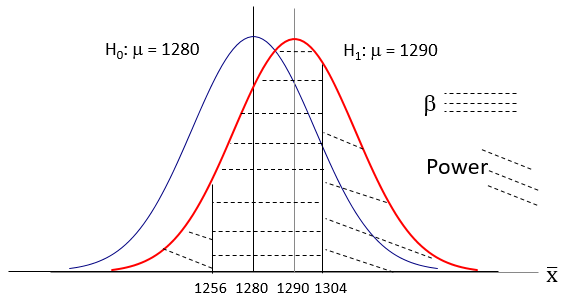 H₀: μ = 1280
H₁: μ = 1290
β
Power
1256 1280 1290 1304
x̅